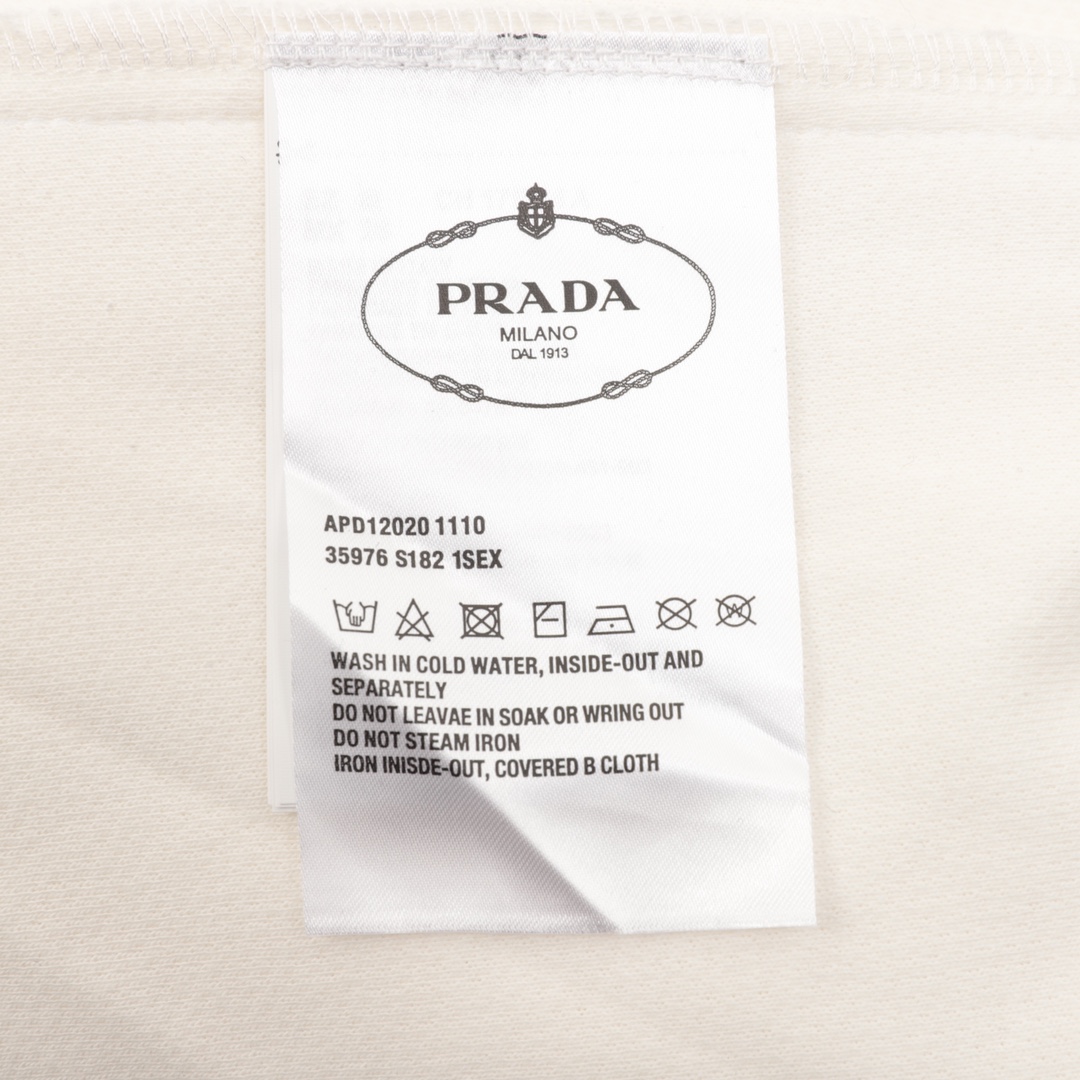 PRADA
MILANO
DAL 1913
APD12020 1110
35976 S182 1SEX
WASH IN COLD WATER, INSIDE-OUT AND
SEPARATELY
DO NOT LEAVAE IN SOAK OR WRING OUT
DO NOT STEAM IRON
IRON INISDE-OUT, COVERED B CLOTH